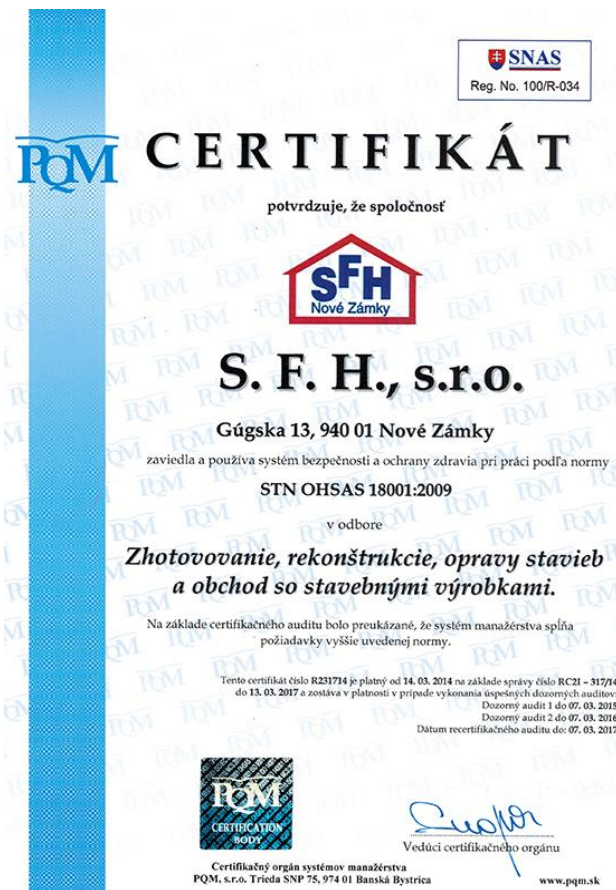 SNAS
Reg. No. 100/R-034
PQM
CERTIFIKÁT
potvrdzuje, že spoločnosť
SFH
Nové Zámky
S. F. H., s.r.o.
Gúgska 13, 940 01 Nové Zámky
zaviedla a používa systém bezpečnosti a ochrany zdravia pri práci podľa normy
STN OHSAS 18001:2009
v odbore
Zhotovovanie, rekonštrukcie, opravy stavieb
a obchod so stavebnými výrobkami.
Na základe certifikačného auditu bolo preukázané, že systém manažérstva spĺňa
požiadavky vyššie uvedenej normy.
Tento certifikát číslo R231714 je platný od 14. 03. 2014 na základe správy číslo RC21 – 317/14
do 13. 03. 2017 a zostáva v platnosti v prípade vykonania úspešných dozorných auditov:
Dozorný audit 1 do 07. 03. 2015
Dozorný audit 2 do 07. 03. 2016
Dátum recertifikačného auditu do: 07. 03. 2017
PQM
CERTIFICATION
BODY
Vedúci certifikačného orgánu
Certifikačný orgán systémov manažérstva
PQM, s.r.o. Trieda SNP 75, 974 01 Banská Bystrica
www.pqm.sk